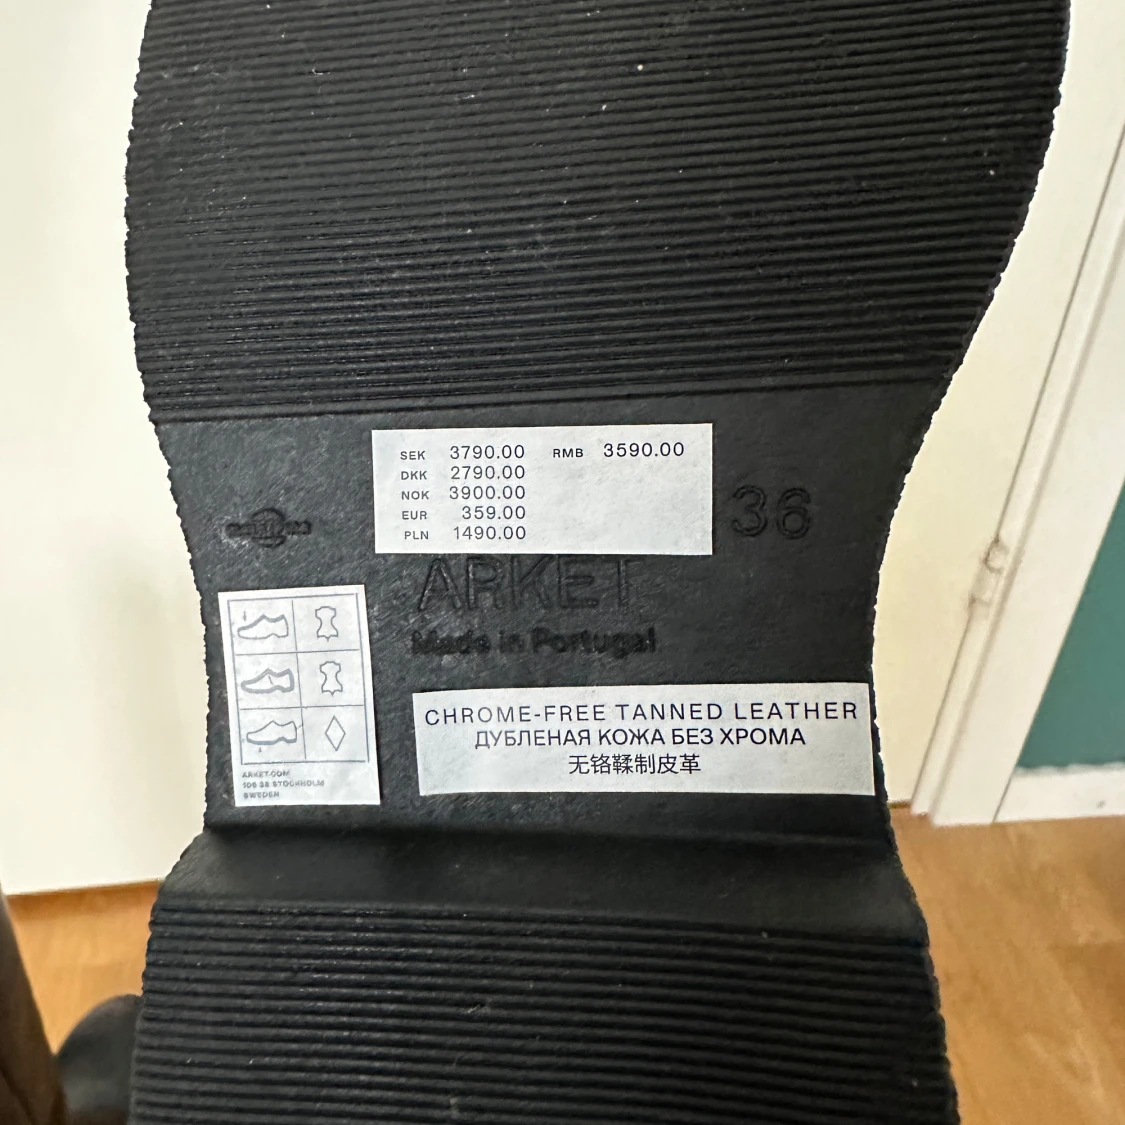 SEK 3790.00 RMB 3590.00
DKK 2790.00
NOK 3900.00
EUR 359.00
PLN 1490.00
36
ARKET
Made in Portugal
CHROME-FREE TANNED LEATHER
ДУБЛЕНАЯ КОЖА БЕЗ ХРОМА
无铬鞣制皮革
ARKET.COM
106 38 STOCKHOLM
SWEDEN